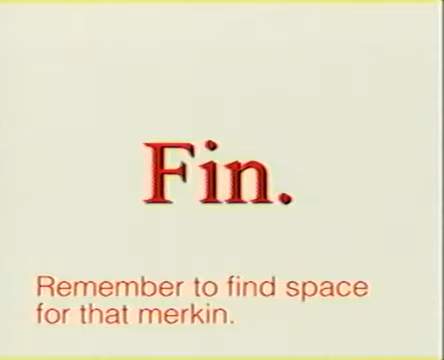 Fin.
Remember to find space
for that merkin.